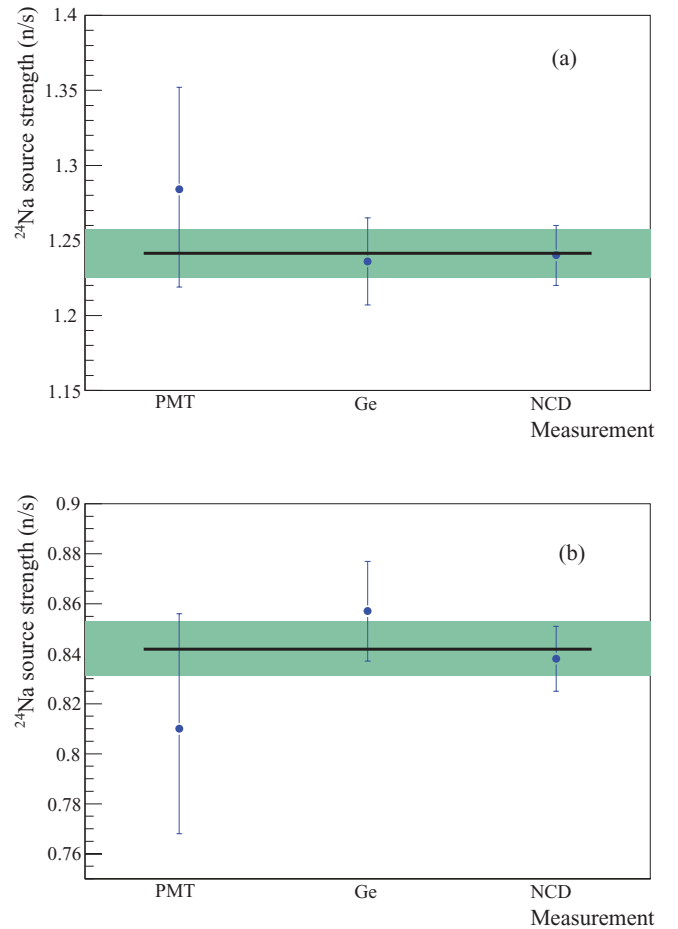 1.4
(a)
1.35
1.3
1.25
1.2
1.15
²⁴Na source strength (n/s)
PMT Ge NCD
Measurement
0.9
(b)
0.88
0.86
0.84
0.82
0.8
0.78
0.76
²⁴Na source strength (n/s)
PMT Ge NCD
Measurement